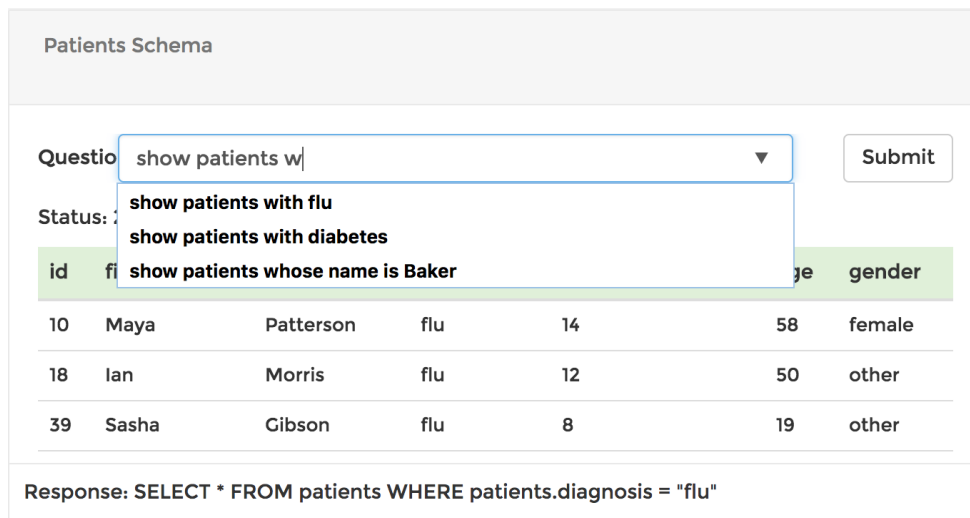 Patients Schema
Questio show patients w ▼ Submit
show patients with flu
Status:
show patients with diabetes
show patients whose name is Baker
id gender
10 Maya Patterson flu 14 58 female
18 Ian Morris flu 12 50 other
39 Sasha Gibson flu 8 19 other
Response: SELECT * FROM patients WHERE patients.diagnosis = "flu"